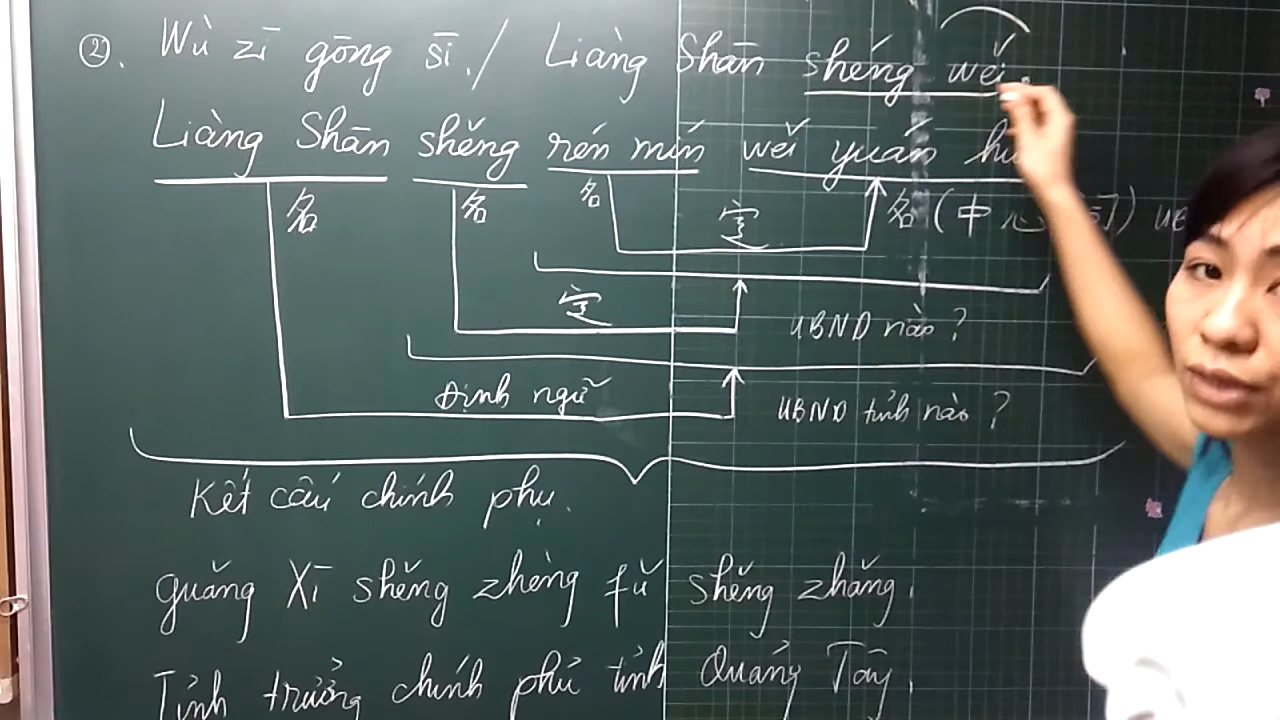 ②. Wù zī gōng sī. / Liàng Shān shéng wěi.
Liàng Shān shěng rén mín wěi yuán
名 名 名 定 名 (中 心
定 UBND nào?
Định ngữ UBND tỉnh nào?
Kết cấu chính phụ.
guǎng Xī shěng zhèng fǔ shěng zhǎng.
Tỉnh trưởng chính phủ tỉnh Quảng Tây.